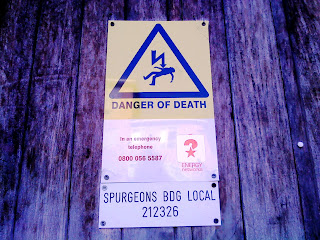 DANGER OF DEATH
In an emergency
telephone
0800 056 5587
ENERGY
SPURGEONS BDG LOCAL
212326